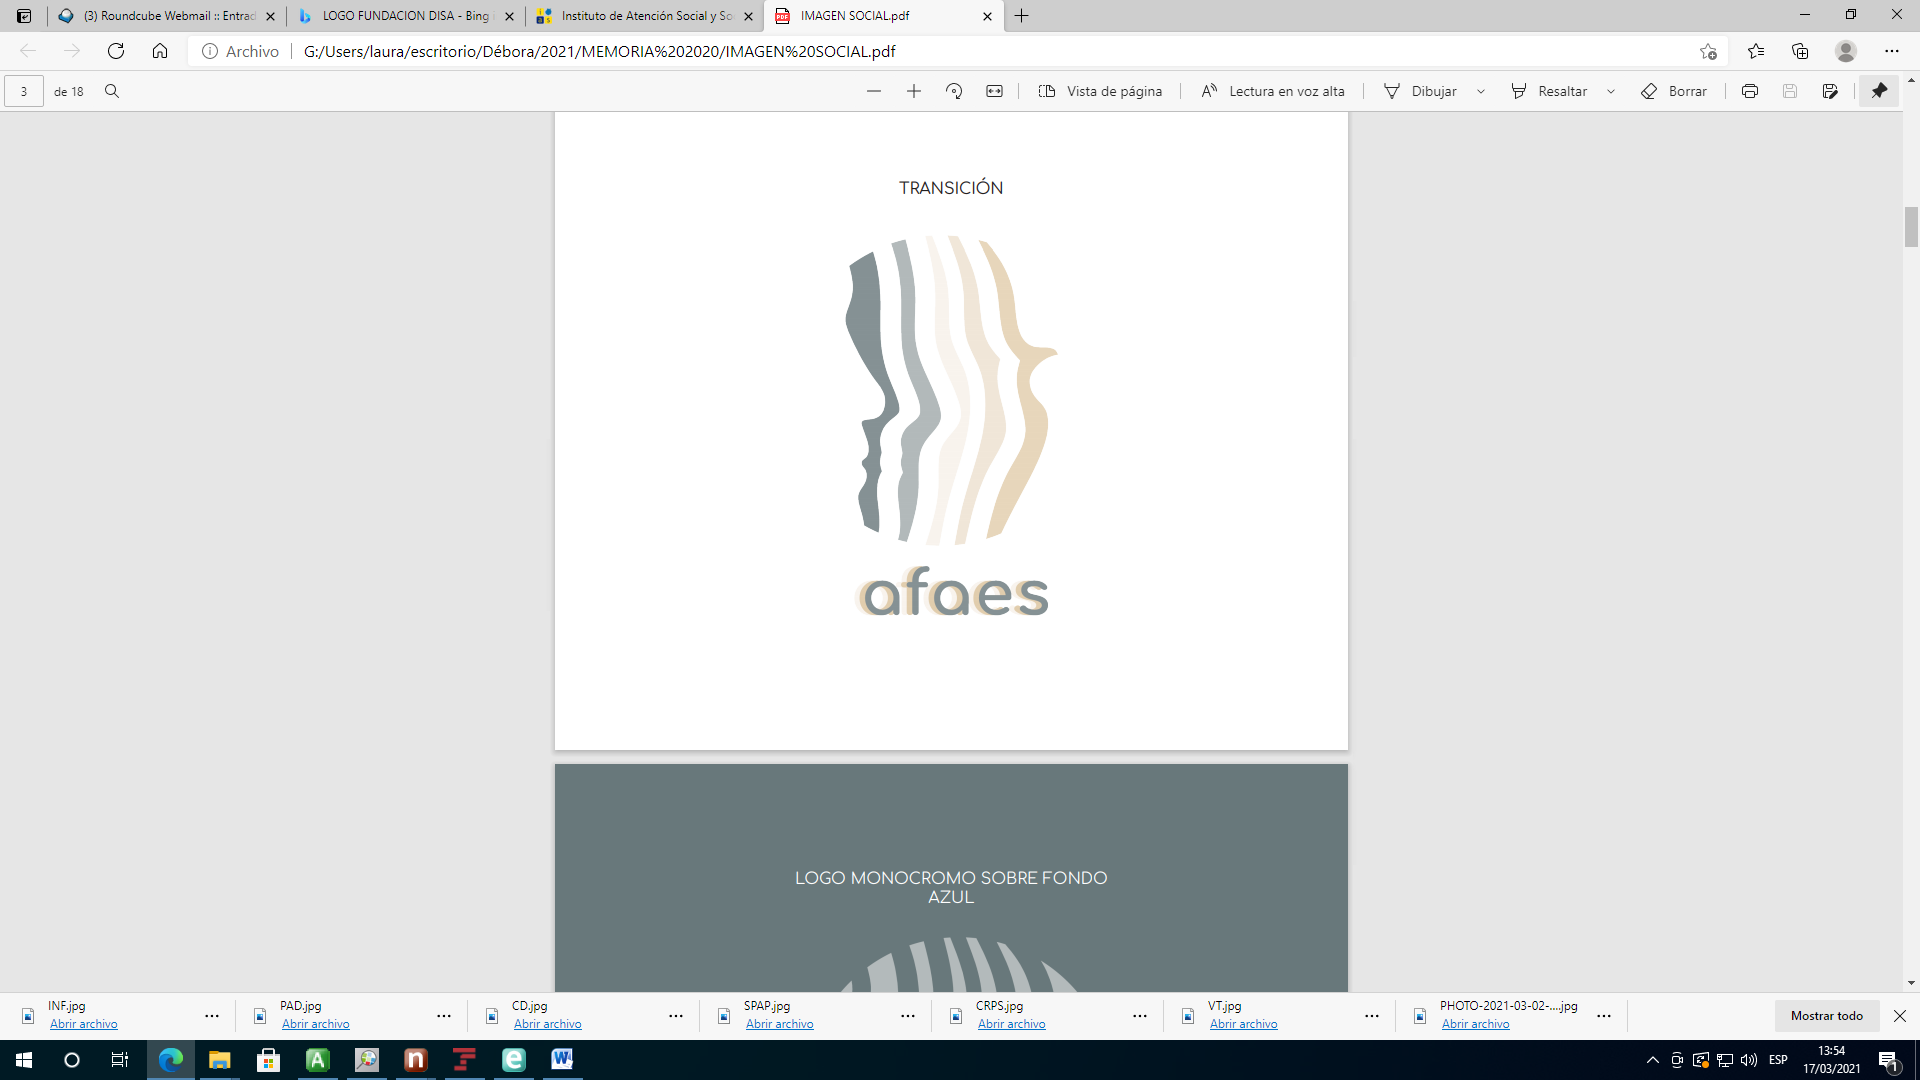 (3) Roundcube Webmail :: Entrad
LOGO FUNDACION DISA - Bing i
Instituto de Atención Social y So
IMAGEN SOCIAL.pdf
Archivo
G:/Users/laura/escritorio/Débora/2021/MEMORIA%202020/IMAGEN%20SOCIAL.pdf
3
de 18
Vista de página
Lectura en voz alta
Dibujar
Resaltar
Borrar
TRANSICIÓN
afaes
LOGO MONOCROMO SOBRE FONDO
AZUL
INF.jpg
Abrir archivo
PAD.jpg
Abrir archivo
CD.jpg
Abrir archivo
SPAP.jpg
Abrir archivo
CRPS.jpg
Abrir archivo
VT.jpg
Abrir archivo
PHOTO-2021-03-02-....jpg
Abrir archivo
Mostrar todo
ESP
13:54
17/03/2021
1